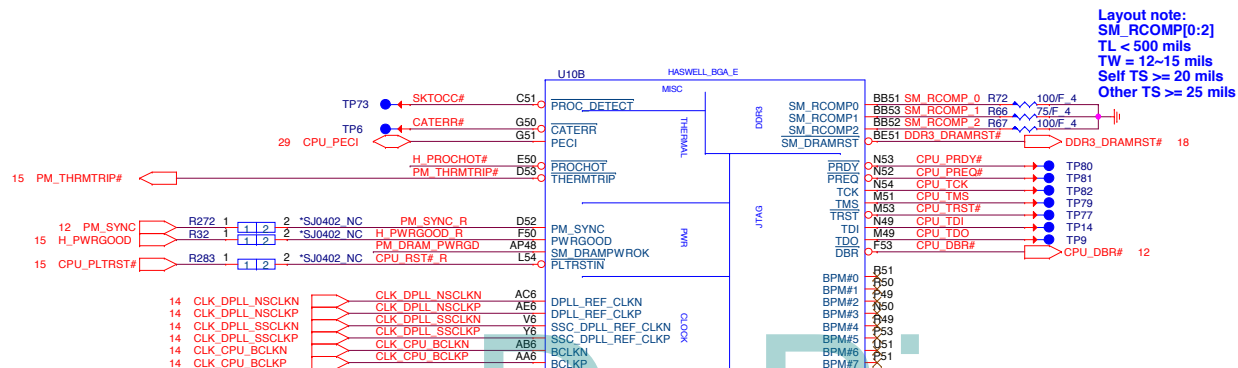 Layout note:
SM_RCOMP[0:2]
TL < 500 mils
TW = 12~15 mils
Self TS >= 20 mils
Other TS >= 25 mils
U10B HASWELL_BGA_E
MISC
THERMAL
DDR3
PWR
JTAG
CLOCK
TP73 SKTOCC# C51 PROC_DETECT
TP6 CATERR# G50 CATERR
29 CPU_PECI G51 PECI
H_PROCHOT# E50 PROCHOT
15 PM_THRMTRIP# PM_THRMTRIP# D53 THERMTRIP
12 PM_SYNC R272 1 1 2 2 *SJ0402_NC PM_SYNC_R D52 PM_SYNC
15 H_PWRGOOD R32 1 1 2 2 *SJ0402_NC H_PWRGOOD_R F50 PWRGOOD
PM_DRAM_PWRGD AP48 SM_DRAMPWROK
15 CPU_PLTRST# R283 1 1 2 2 *SJ0402_NC CPU_RST#_R L54 PLTRSTIN
14 CLK_DPLL_NSCLKN CLK_DPLL_NSCLKN AC6 DPLL_REF_CLKN
14 CLK_DPLL_NSCLKP CLK_DPLL_NSCLKP AE6 DPLL_REF_CLKP
14 CLK_DPLL_SSCLKN CLK_DPLL_SSCLKN V6 SSC_DPLL_REF_CLKN
14 CLK_DPLL_SSCLKP CLK_DPLL_SSCLKP Y6 SSC_DPLL_REF_CLKP
14 CLK_CPU_BCLKN CLK_CPU_BCLKN AB6 BCLKN
14 CLK_CPU_BCLKP CLK_CPU_BCLKP AA6 BCLKP
SM_RCOMP0 BB51 SM_RCOMP_0 R72 100/F_4
SM_RCOMP1 BB53 SM_RCOMP_1 R66 75/F_4
SM_RCOMP2 BB52 SM_RCOMP_2 R67 100/F_4
SM_DRAMRST BE51 DDR3_DRAMRST# DDR3_DRAMRST# 18
PRDY N53 CPU_PRDY# TP80
PREQ N52 CPU_PREQ# TP81
TCK N54 CPU_TCK TP82
TMS M51 CPU_TMS TP79
TRST M53 CPU_TRST# TP77
TDI N49 CPU_TDI TP14
TDO M49 CPU_TDO TP9
DBR F53 CPU_DBR# CPU_DBR# 12
BPM#0 R51
BPM#1 R50
BPM#2 P49
BPM#3 N50
BPM#4 R49
BPM#5 P53
BPM#6 U51
BPM#7 P51